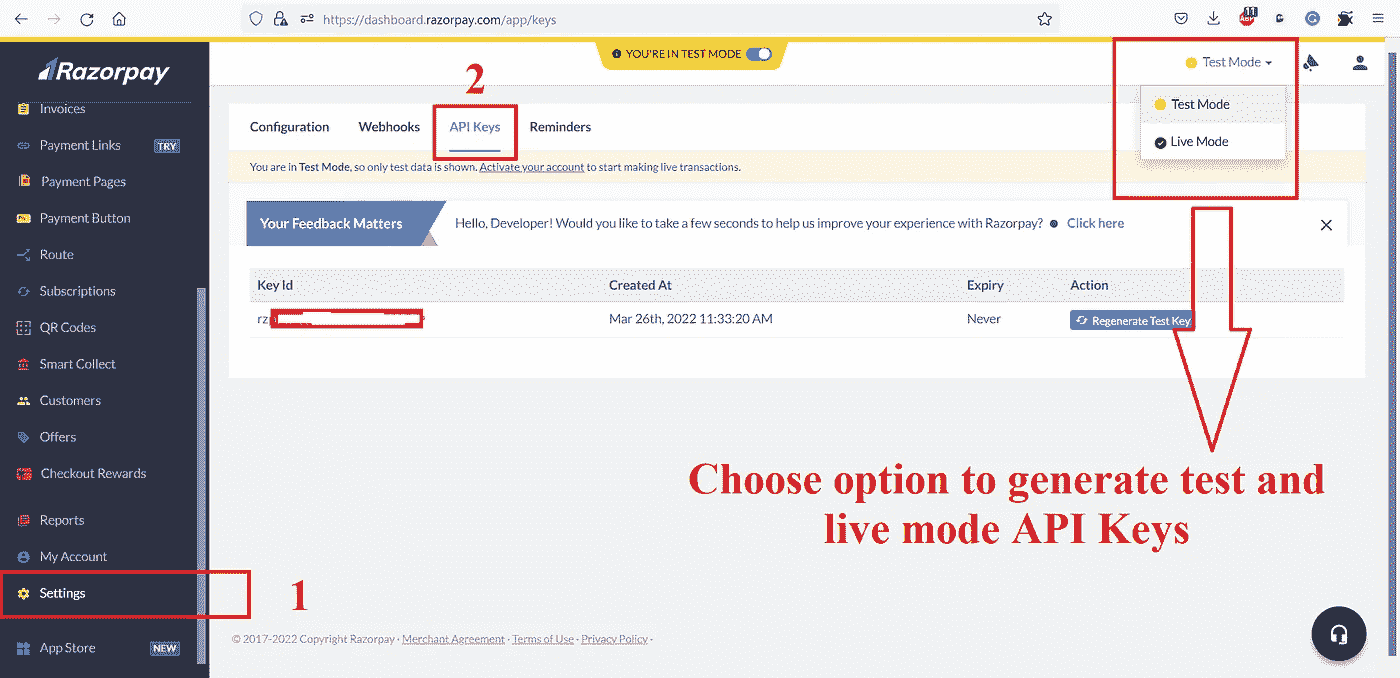 https://dashboard.razorpay.com/app/keys
11
ABP
Razorpay
YOU'RE IN TEST MODE
Test Mode
Test Mode
Live Mode
2
Configuration
Webhooks
API Keys
Reminders
You are in Test Mode, so only test data is shown. Activate your account to start making live transactions.
Your Feedback Matters
Hello, Developer! Would you like to take a few seconds to help us improve your experience with Razorpay?
Click here
Key Id
Created At
Expiry
Action
rz
Mar 26th, 2022 11:33:20 AM
Never
Regenerate Test Key
Choose option to generate test and
live mode API Keys
Invoices
Payment Links
TRY
Payment Pages
Payment Button
Route
Subscriptions
QR Codes
Smart Collect
Customers
Offers
Checkout Rewards
Reports
My Account
Settings
1
App Store
NEW
© 2017-2022 Copyright Razorpay · Merchant Agreement · Terms of Use · Privacy Policy ·